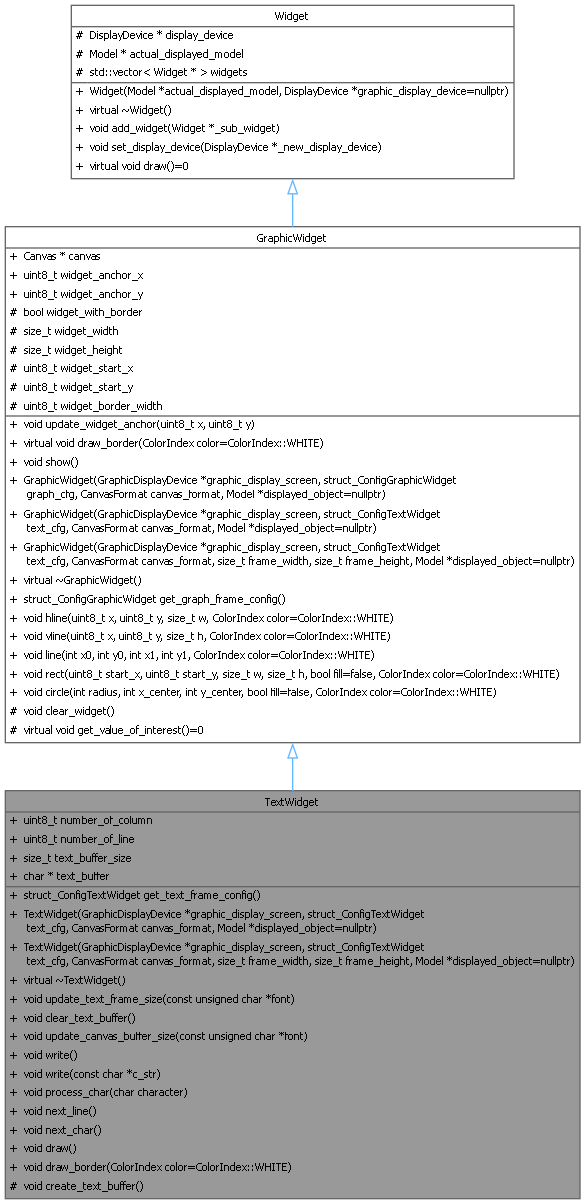 Widget
# DisplayDevice * display_device
# Model * actual_displayed_model
# std::vector< Widget * > widgets
+ Widget(Model *actual_displayed_model, DisplayDevice *graphic_display_device=nullptr)
+ virtual ~Widget()
+ void add_widget(Widget *_sub_widget)
+ void set_display_device(DisplayDevice *_new_display_device)
+ virtual void draw()=0
GraphicWidget
+ Canvas * canvas
+ uint8_t widget_anchor_x
+ uint8_t widget_anchor_y
# bool widget_with_border
# size_t widget_width
# size_t widget_height
# uint8_t widget_start_x
# uint8_t widget_start_y
# uint8_t widget_border_width
+ void update_widget_anchor(uint8_t x, uint8_t y)
+ virtual void draw_border(ColorIndex color=ColorIndex::WHITE)
+ void show()
+ GraphicWidget(GraphicDisplayDevice *graphic_display_screen, struct_ConfigGraphicWidget
graph_cfg, CanvasFormat canvas_format, Model *displayed_object=nullptr)
+ GraphicWidget(GraphicDisplayDevice *graphic_display_screen, struct_ConfigTextWidget
text_cfg, CanvasFormat canvas_format, Model *displayed_object=nullptr)
+ GraphicWidget(GraphicDisplayDevice *graphic_display_screen, struct_ConfigTextWidget
text_cfg, CanvasFormat canvas_format, size_t frame_width, size_t frame_height, Model *displayed_object=nullptr)
+ virtual ~GraphicWidget()
+ struct_ConfigGraphicWidget get_graph_frame_config()
+ void hline(uint8_t x, uint8_t y, size_t w, ColorIndex color=ColorIndex::WHITE)
+ void vline(uint8_t x, uint8_t y, size_t h, ColorIndex color=ColorIndex::WHITE)
+ void line(int x0, int y0, int x1, int y1, ColorIndex color=ColorIndex::WHITE)
+ void rect(uint8_t start_x, uint8_t start_y, size_t w, size_t h, bool fill=false, ColorIndex color=ColorIndex::WHITE)
+ void circle(int radius, int x_center, int y_center, bool fill=false, ColorIndex color=ColorIndex::WHITE)
# void clear_widget()
# virtual void get_value_of_interest()=0
TextWidget
+ uint8_t number_of_column
+ uint8_t number_of_line
+ size_t text_buffer_size
+ char * text_buffer
+ struct_ConfigTextWidget get_text_frame_config()
+ TextWidget(GraphicDisplayDevice *graphic_display_screen, struct_ConfigTextWidget
text_cfg, CanvasFormat canvas_format, Model *displayed_object=nullptr)
+ TextWidget(GraphicDisplayDevice *graphic_display_screen, struct_ConfigTextWidget
text_cfg, CanvasFormat canvas_format, size_t frame_width, size_t frame_height, Model *displayed_object=nullptr)
+ virtual ~TextWidget()
+ void update_text_frame_size(const unsigned char *font)
+ void clear_text_buffer()
+ void update_canvas_buffer_size(const unsigned char *font)
+ void write()
+ void write(const char *c_str)
+ void process_char(char character)
+ void next_line()
+ void next_char()
+ void draw()
+ void draw_border(ColorIndex color=ColorIndex::WHITE)
# void create_text_buffer()